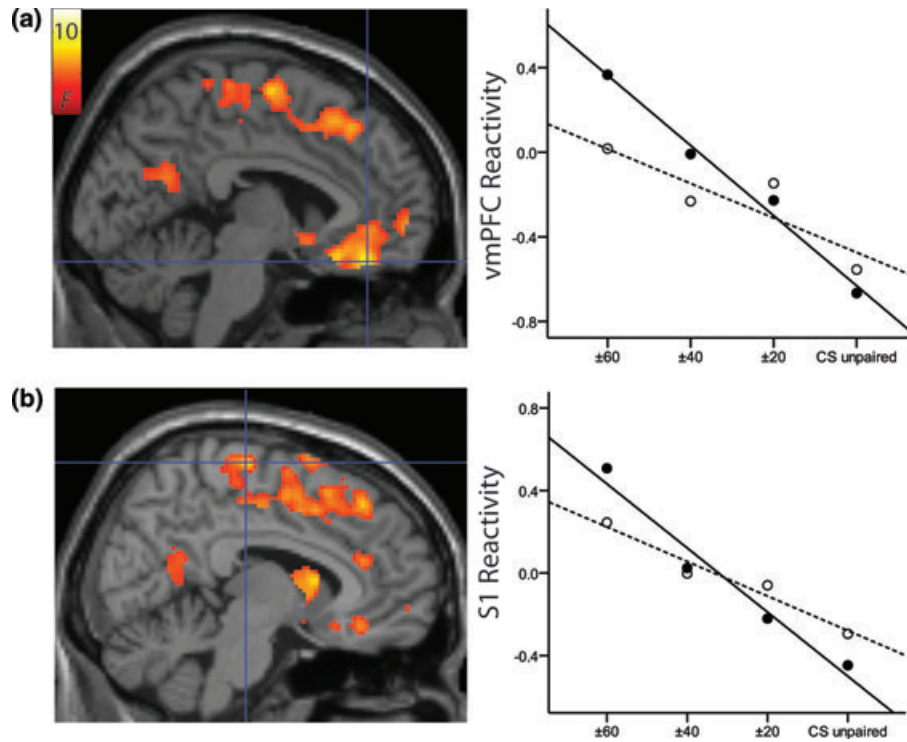 (a)
10
F
vmPFC Reactivity
0.4
0.0
-0.4
-0.8
±60 ±40 ±20 CS unpaired
(b)
S1 Reactivity
0.8
0.4
0.0
-0.4
±60 ±40 ±20 CS unpaired